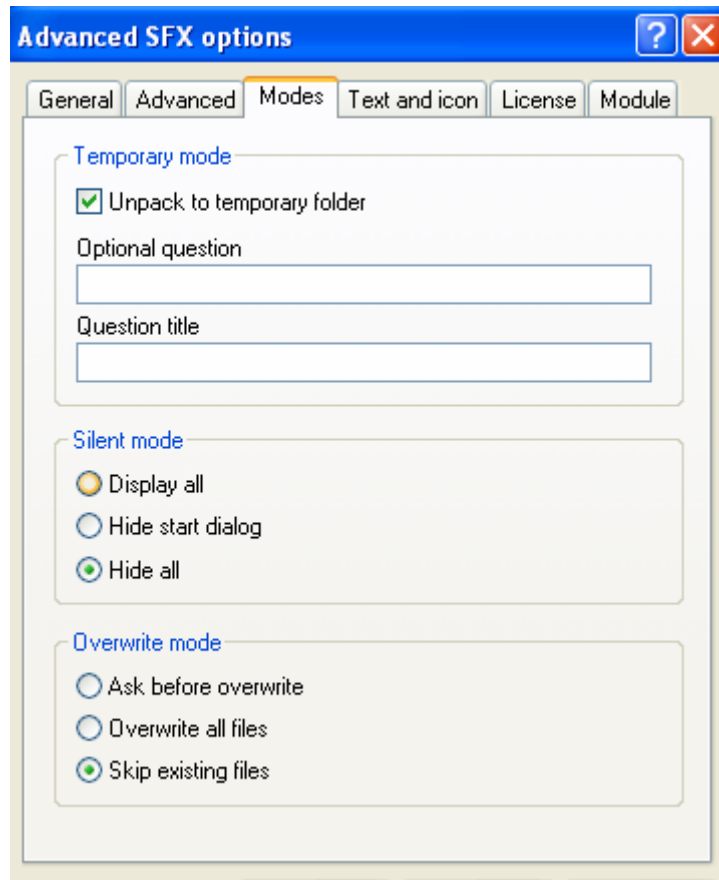 Advanced SFX options
General Advanced Modes Text and icon License Module
Temporary mode
Unpack to temporary folder
Optional question
Question title
Silent mode
Display all
Hide start dialog
Hide all
Overwrite mode
Ask before overwrite
Overwrite all files
Skip existing files